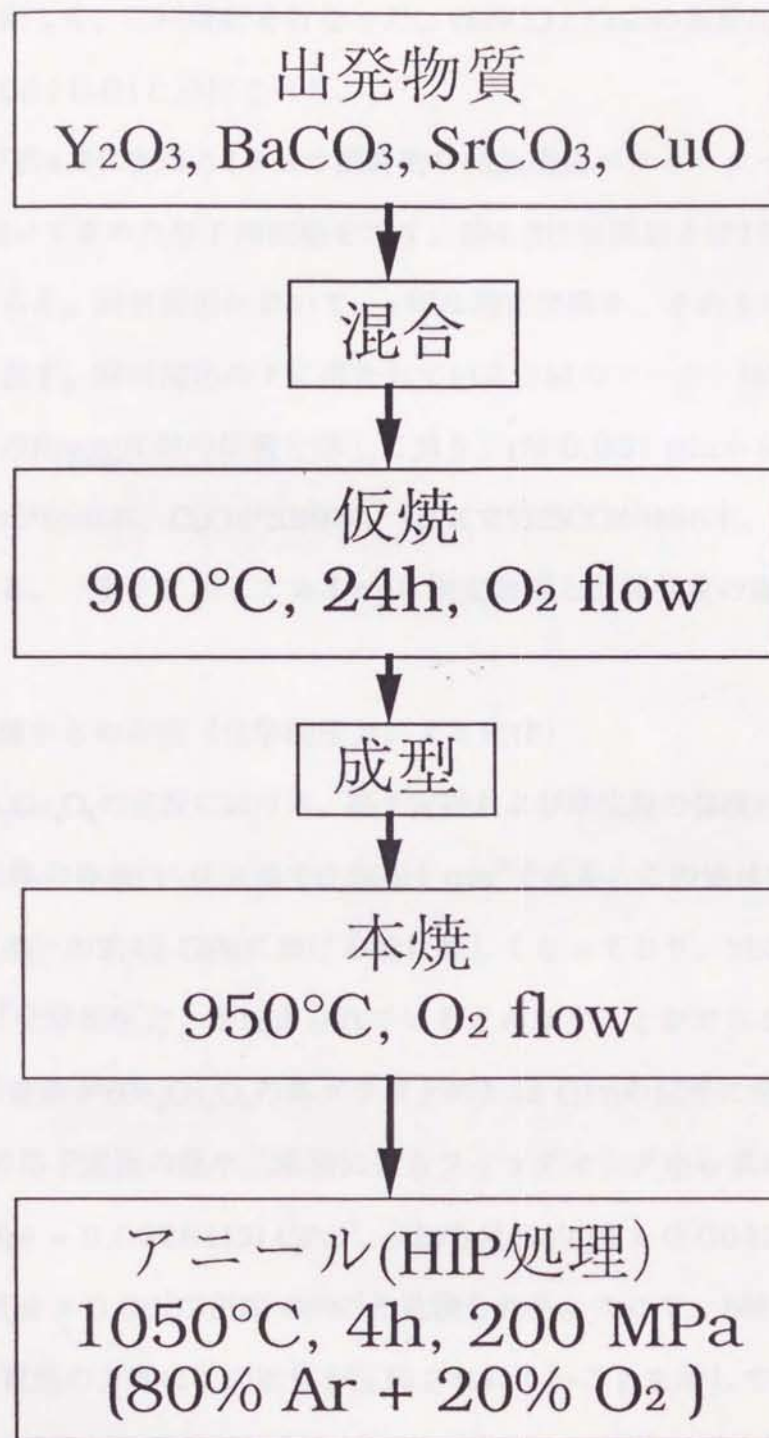 出発物質
Y₂O₃, BaCO₃, SrCO₃, CuO
混合
仮焼
900°C, 24h, O₂ flow
成型
本焼
950°C, O₂ flow
アニール(HIP処理)
1050°C, 4h, 200 MPa
(80% Ar + 20% O₂ )